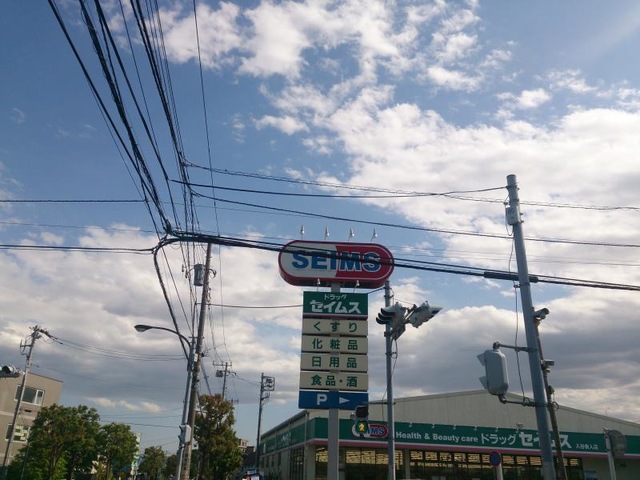 SEIMS
ドラッグ
セイムス
くすり
化粧品
日用品
食品・酒
P
SEIMS
Health & Beauty care ドラッグセイムス